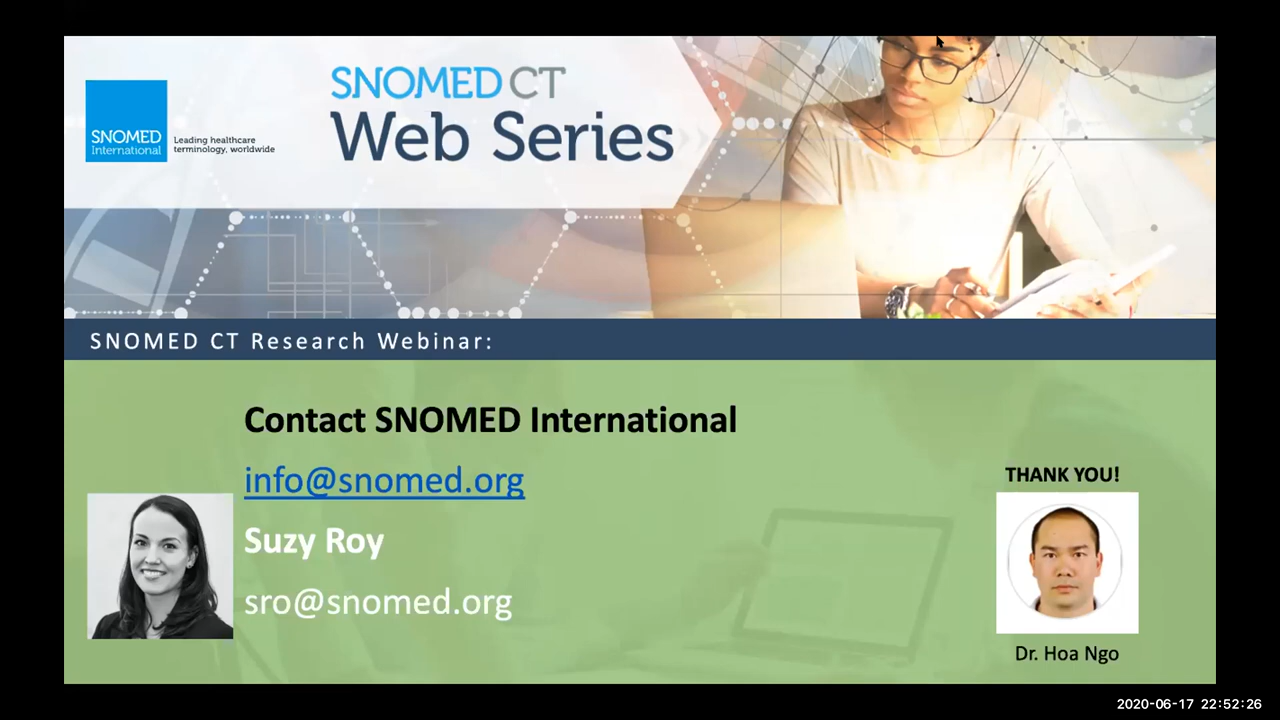 SNOMED CT
Web Series
SNOMED
International
Leading healthcare
terminology, worldwide
SNOMED CT Research Webinar:
Contact SNOMED International
info@snomed.org
Suzy Roy
sro@snomed.org
THANK YOU!
Dr. Hoa Ngo
2020-06-17 22:52:26